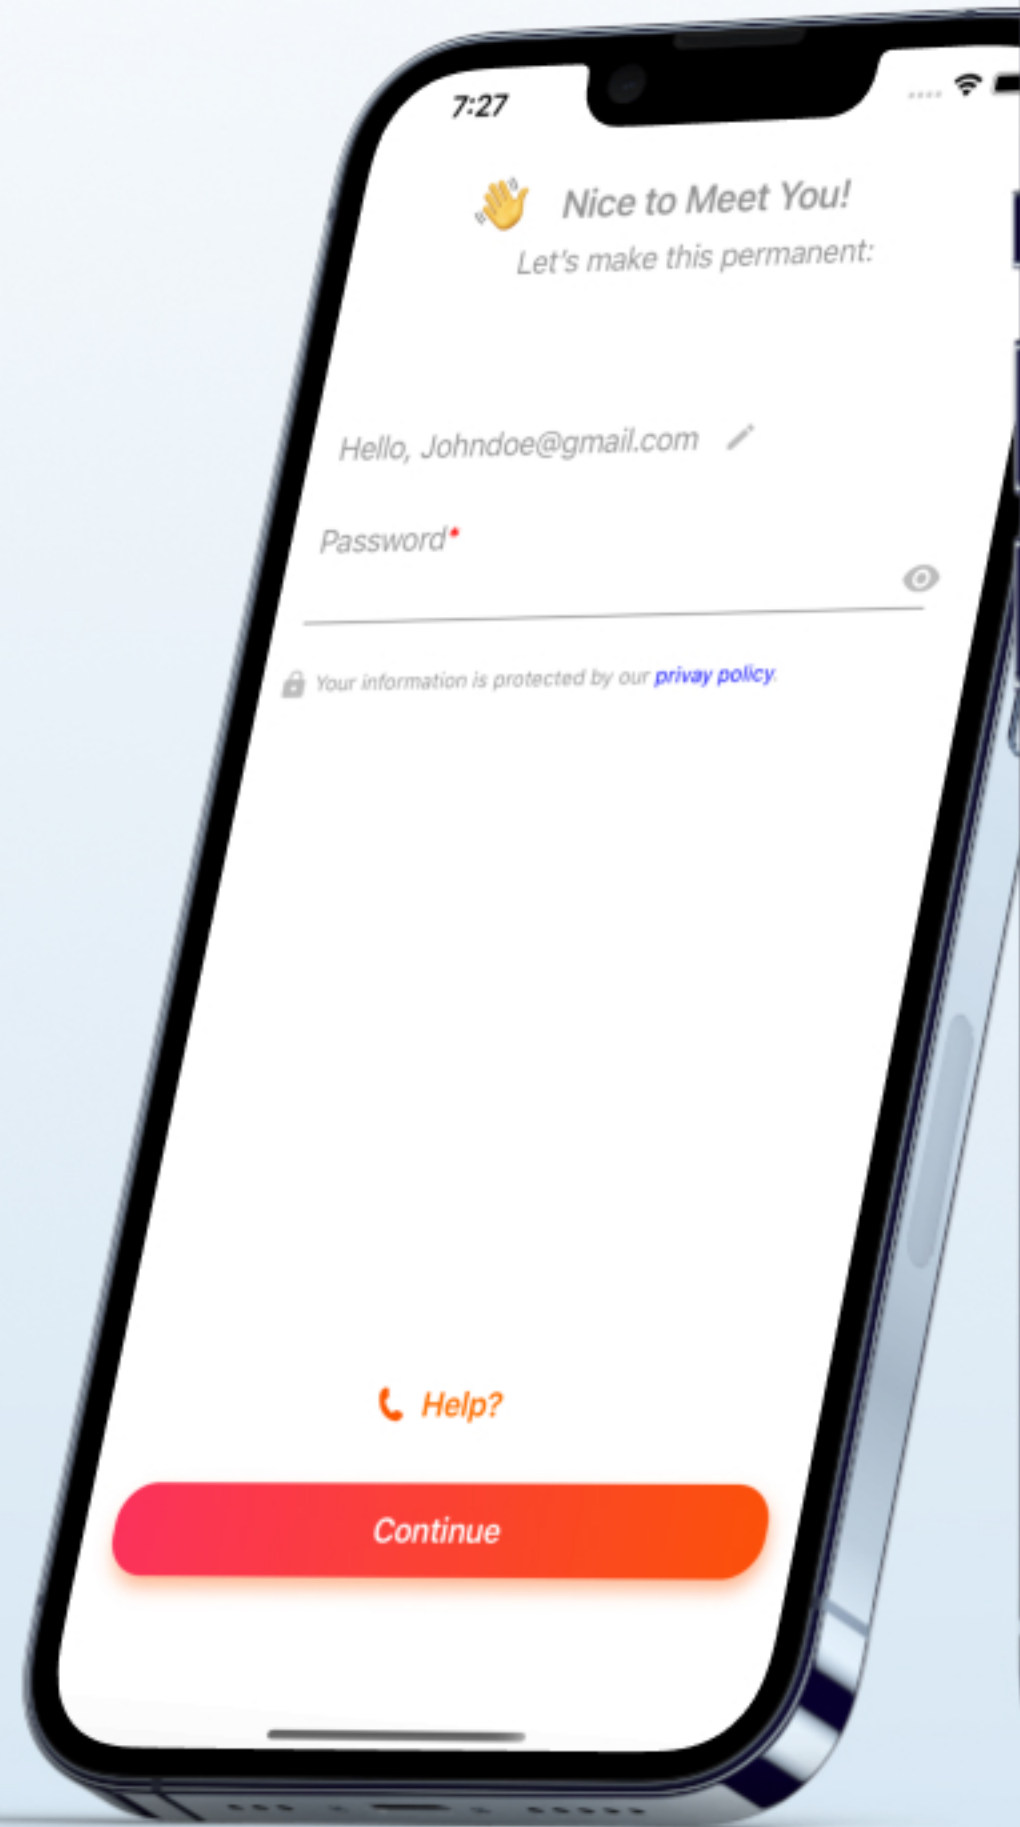 7:27
Nice to Meet You!
Let's make this permanent:
Hello, Johndoe@gmail.com
Password*
Your information is protected by our privay policy.
Help?
Continue